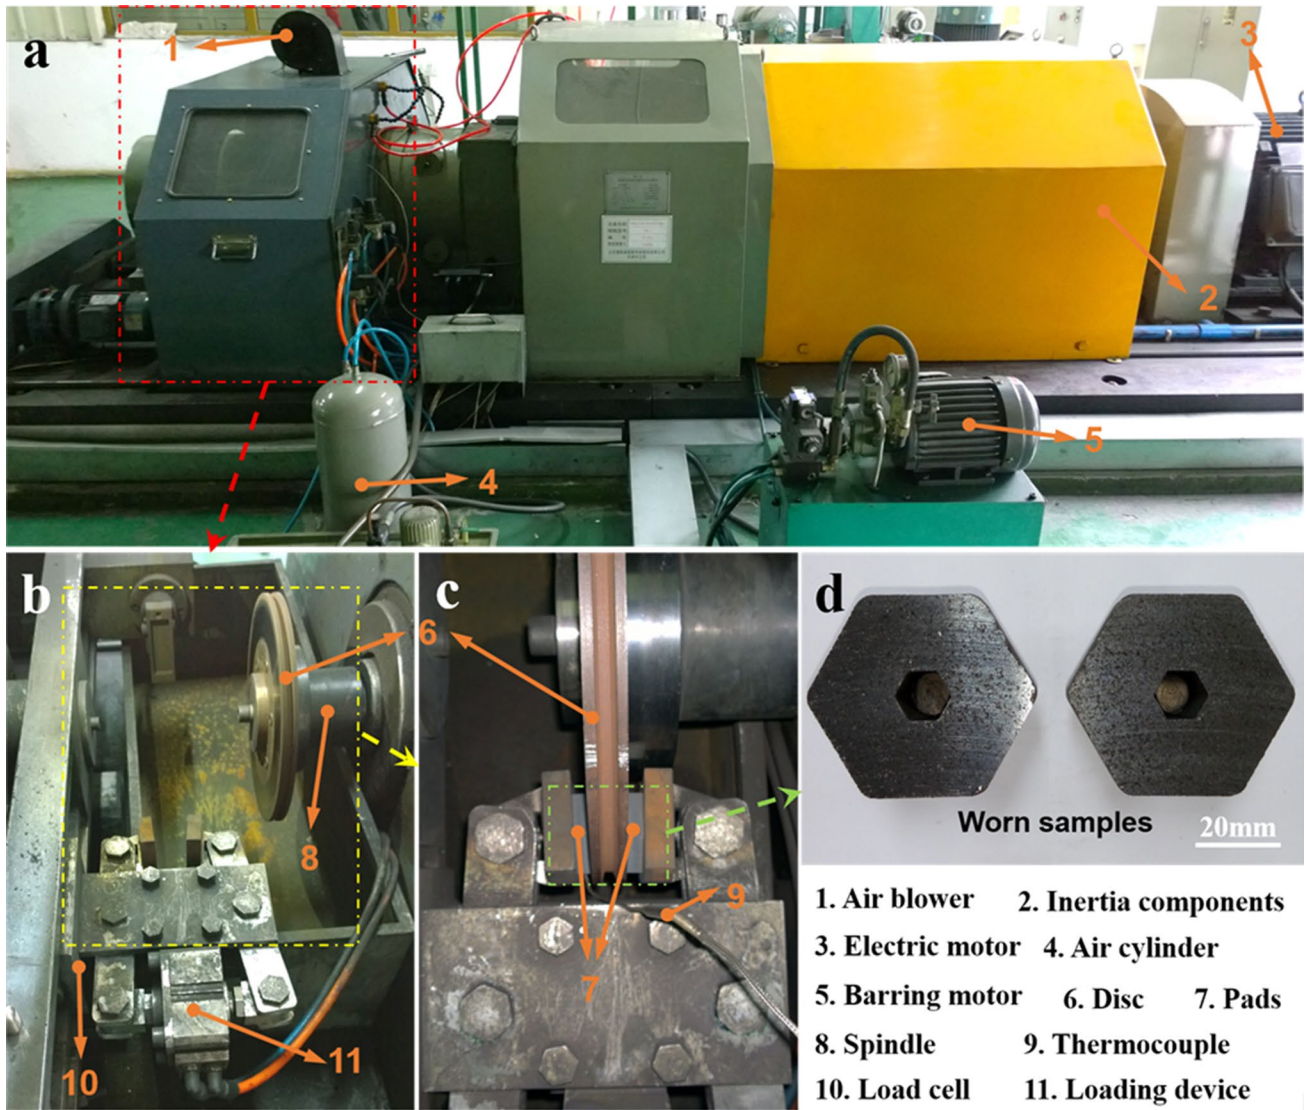 a
1
3
2
5
4
b
6
8
10
11
c
9
7
d
Worn samples
20mm
1. Air blower 2. Inertia components
3. Electric motor 4. Air cylinder
5. Barring motor 6. Disc 7. Pads
8. Spindle 9. Thermocouple
10. Load cell 11. Loading device